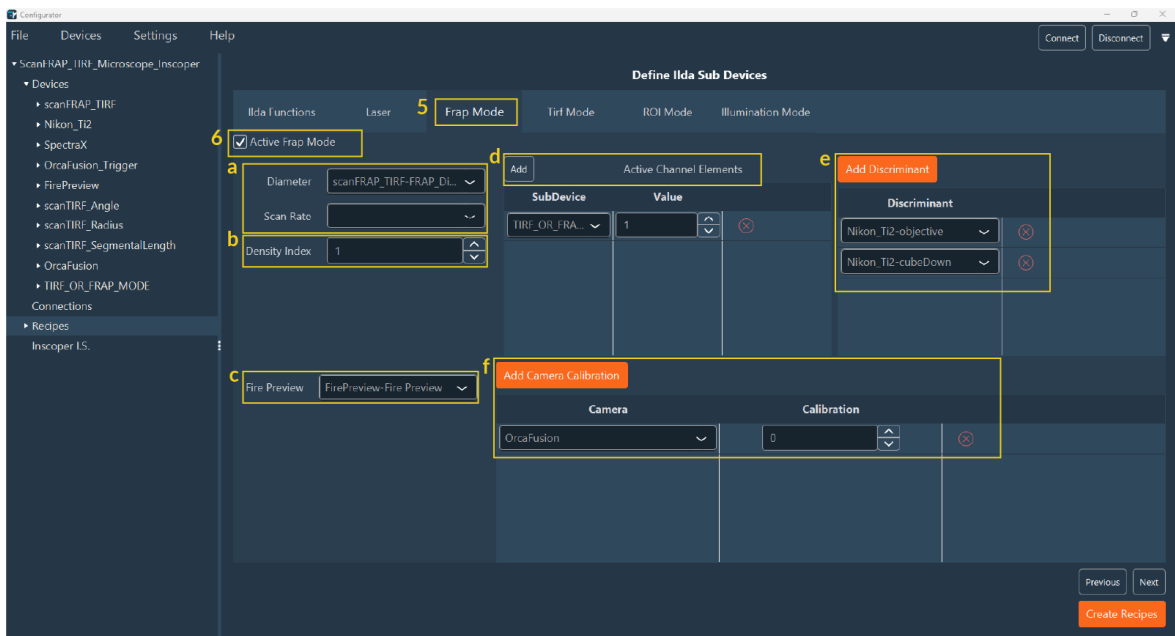 Configurator
File Devices Settings Help
Connect Disconnect
ScanFRAP_TIRF_Microscope_Inscoper
Devices
scanFRAP_TIRF
Nikon_Ti2
SpectraX
OrcaFusion_Trigger
FirePreview
scanTIRF_Angle
scanTIRF_Radius
scanTIRF_SegmentalLength
OrcaFusion
TIRF_OR_FRAP_MODE
Connections
Recipes
Inscoper I.S.
Define Ilda Sub Devices
Ilda Functions Laser 5 Frap Mode Tirf Mode ROI Mode Illumination Mode
6 Active Frap Mode
a
Diameter scanFRAP_TIRF-FRAP_Di...
Scan Rate
b
Density Index 1
c
Fire Preview FirePreview-Fire Preview
d
Add Active Channel Elements
SubDevice Value
TIRF_OR_FRA... 1
e
Add Discriminant
Discriminant
Nikon_Ti2-objective
Nikon_Ti2-cubeDown
f
Add Camera Calibration
Camera Calibration
OrcaFusion 0
Previous Next
Create Recipes